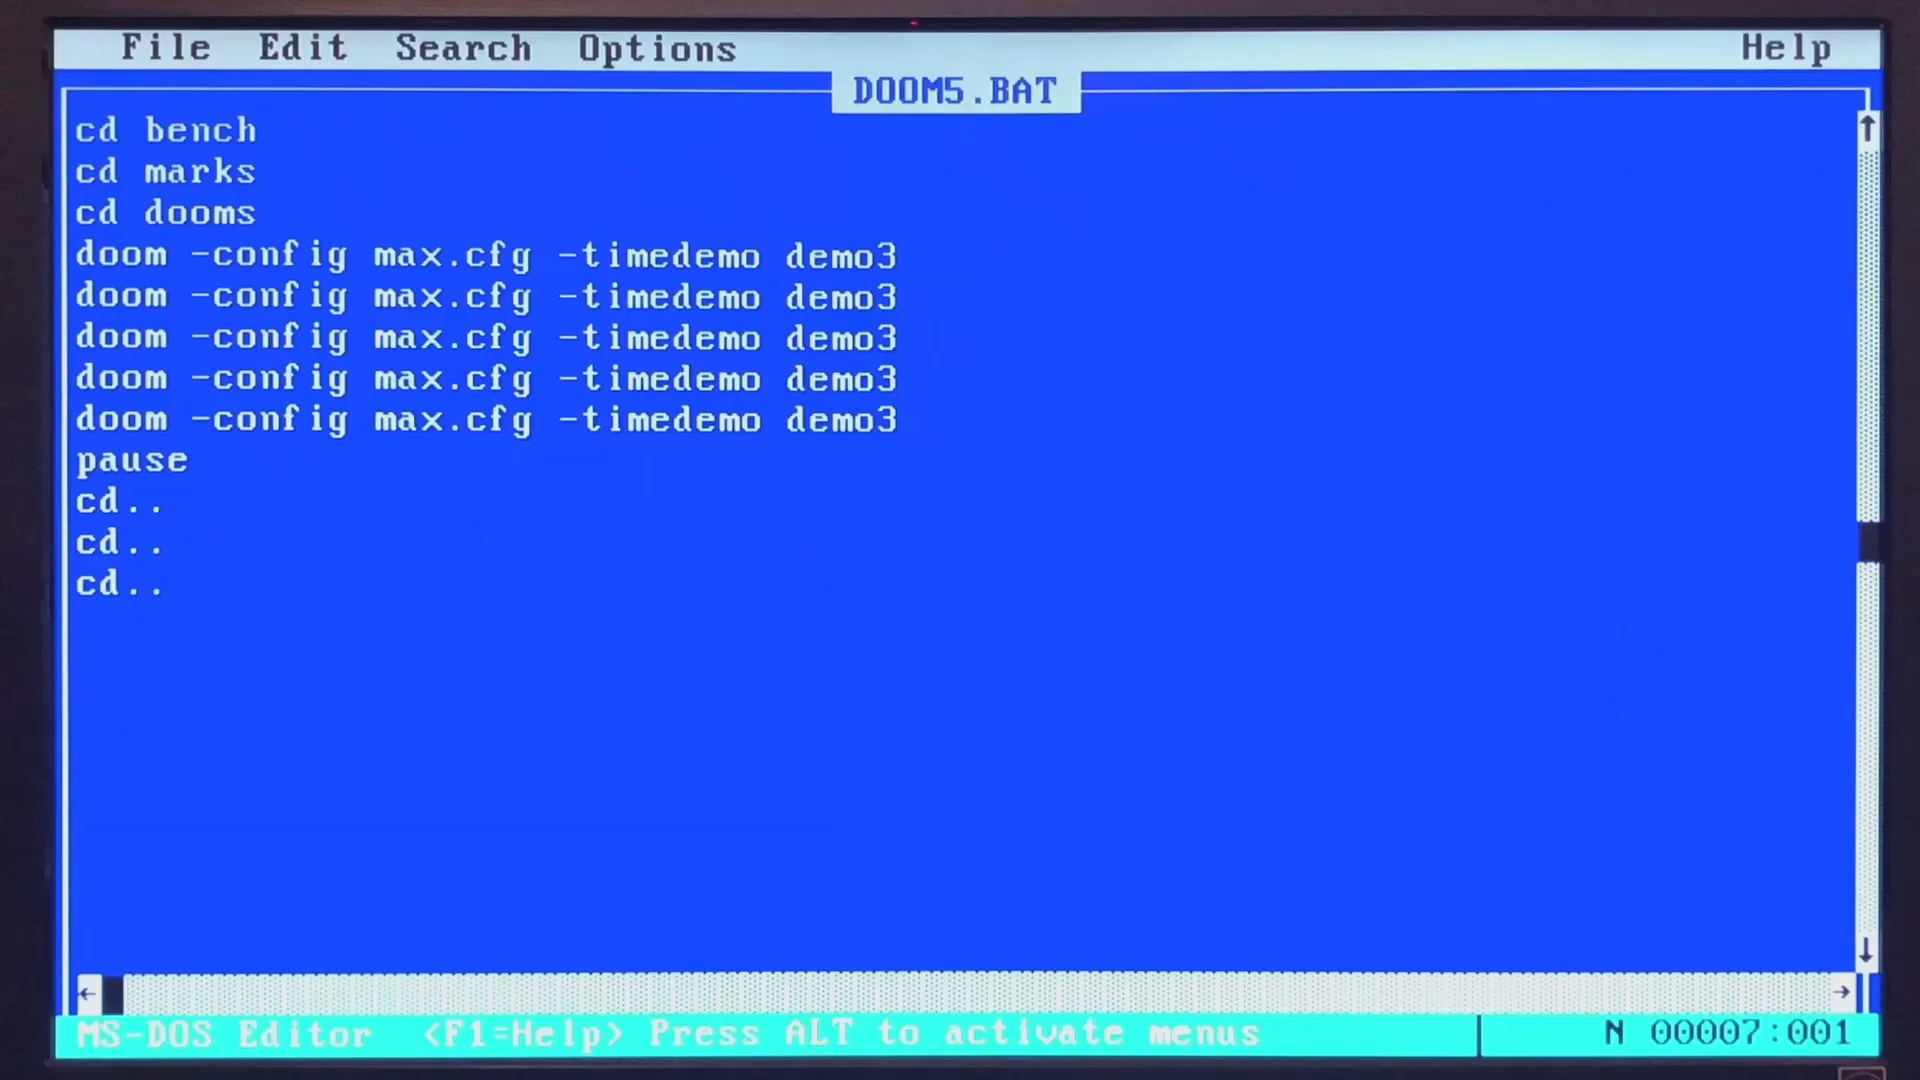 File Edit Search Options Help
DOOM5.BAT
cd bench
cd marks
cd dooms
doom -config max.cfg -timedemo demo3
doom -config max.cfg -timedemo demo3
doom -config max.cfg -timedemo demo3
doom -config max.cfg -timedemo demo3
doom -config max.cfg -timedemo demo3
pause
cd..
cd..
cd..
MS-DOS Editor <F1=Help> Press ALT to activate menus N 00007:001